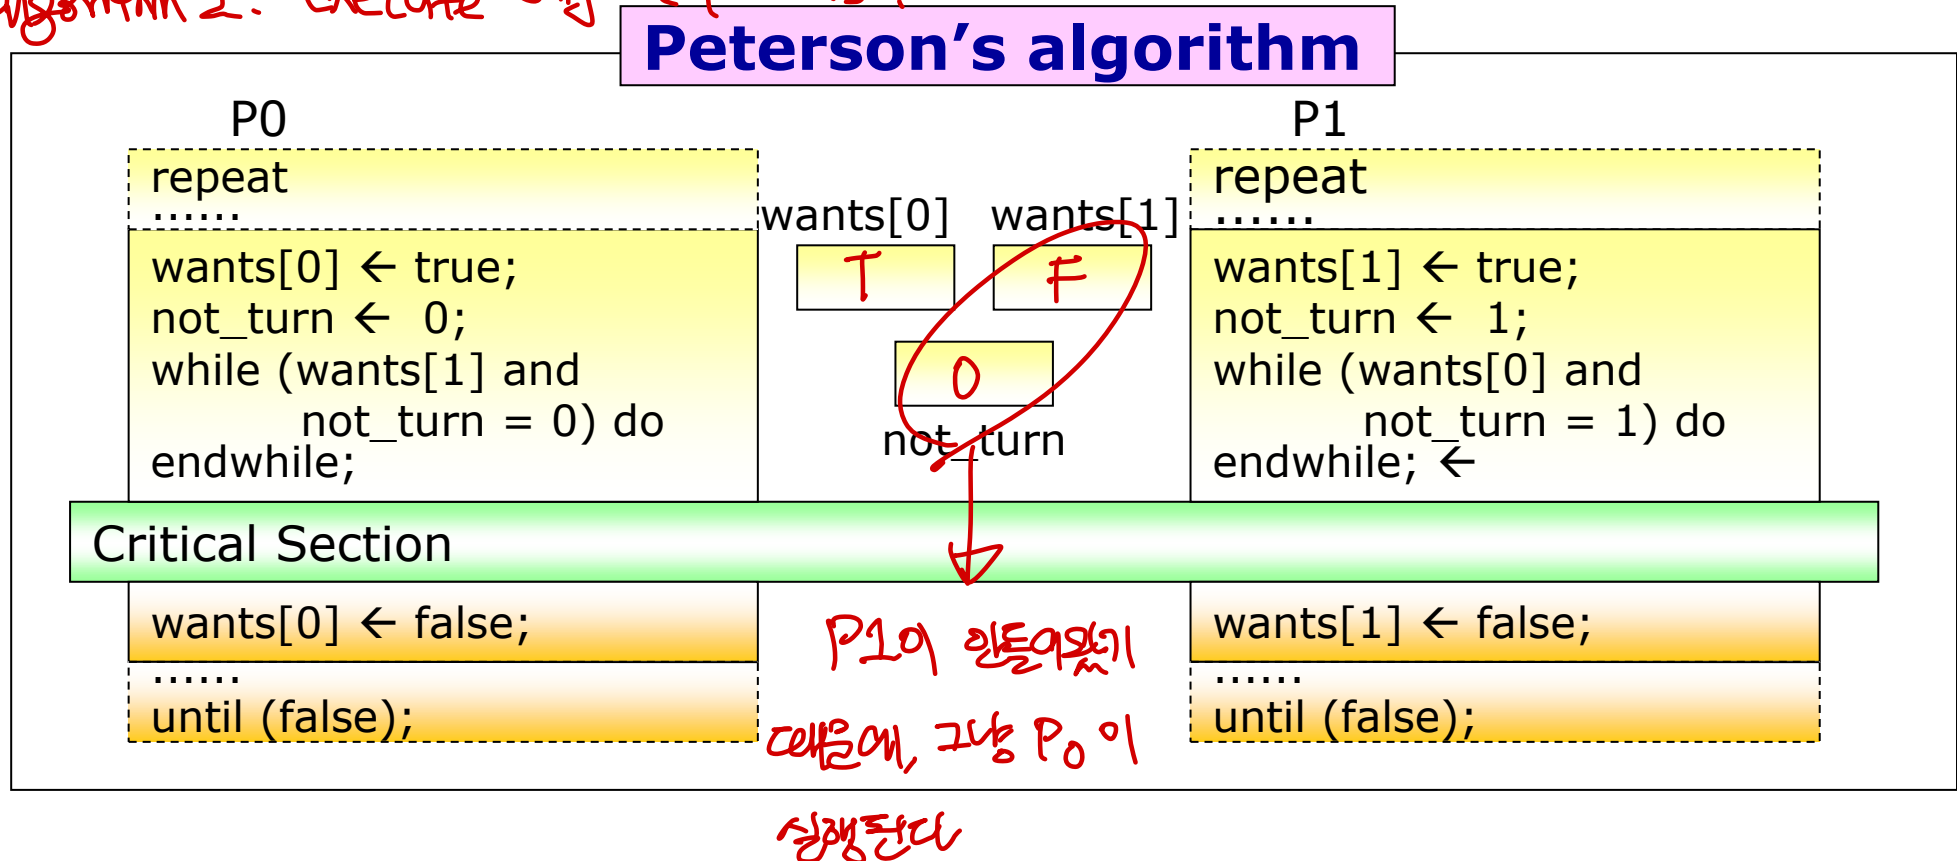 Peterson’s algorithm
P0
repeat
……
wants[0] ← true;
not_turn ← 0;
while (wants[1] and
not_turn = 0) do
endwhile;
wants[0] wants[1]
T F
0
not_turn
P1
repeat
……
wants[1] ← true;
not_turn ← 1;
while (wants[0] and
not_turn = 1) do
endwhile; ←
Critical Section
wants[0] ← false;
……
until (false);
P1이 안들어왔기
때문에, 그냥 P0이
실행된다
wants[1] ← false;
……
until (false);